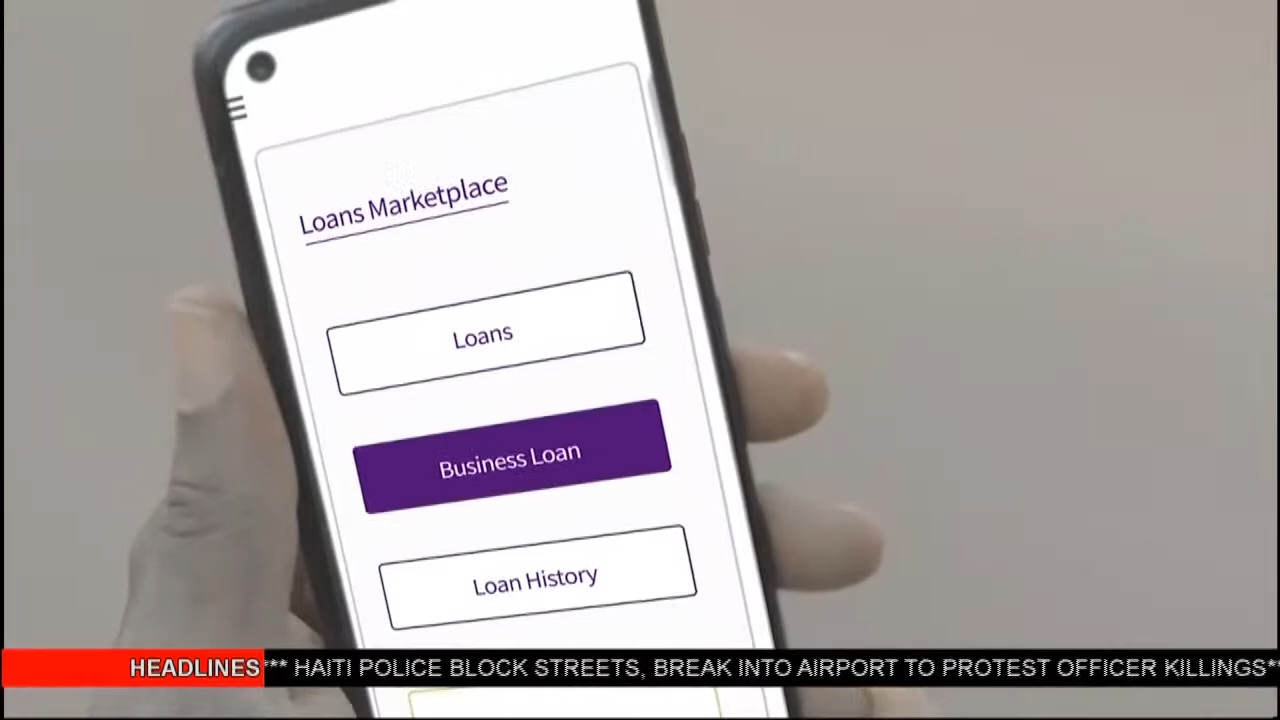 Loans Marketplace
Loans
Business Loan
Loan History
HEADLINES*** HAITI POLICE BLOCK STREETS, BREAK INTO AIRPORT TO PROTEST OFFICER KILLINGS**